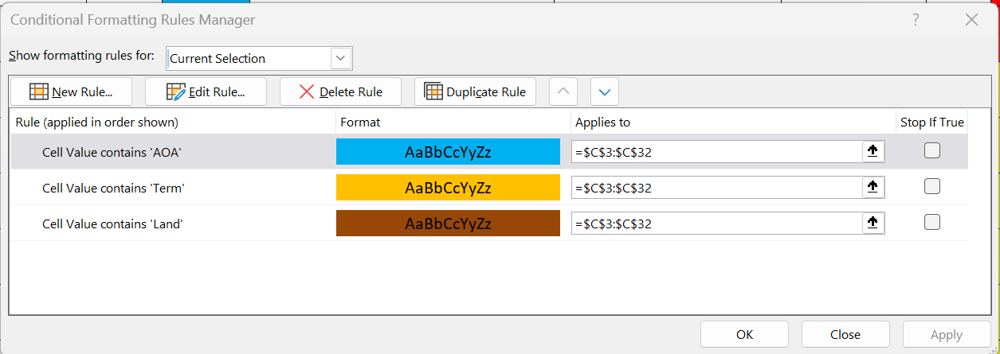 Conditional Formatting Rules Manager ?
Show formatting rules for: Current Selection
New Rule... Edit Rule... Delete Rule Duplicate Rule
Rule (applied in order shown) Format Applies to Stop If True
Cell Value contains 'AOA' AaBbCcYyZz =$C$3:$C$32
Cell Value contains 'Term' AaBbCcYyZz =$C$3:$C$32
Cell Value contains 'Land' AaBbCcYyZz =$C$3:$C$32
OK Close Apply